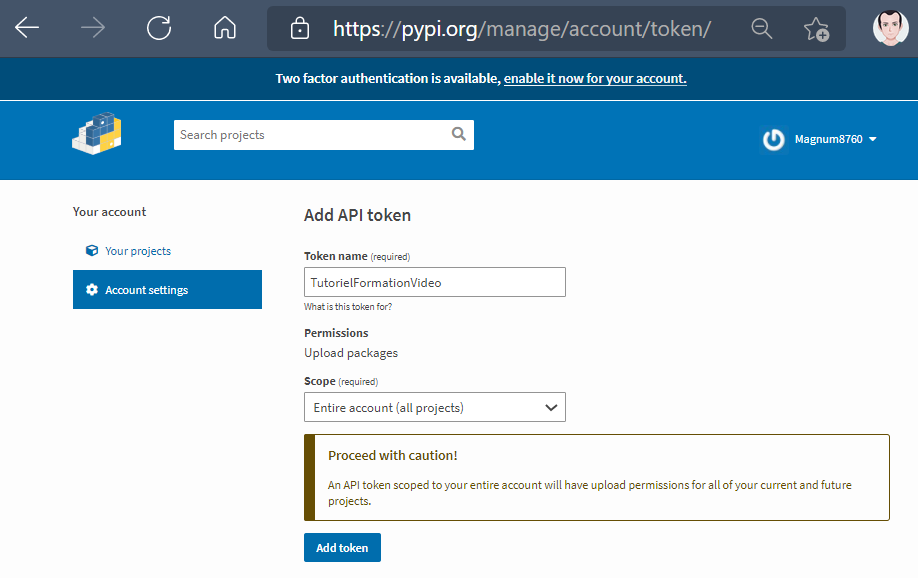 https://pypi.org/manage/account/token/
Two factor authentication is available, enable it now for your account.
Search projects
Magnum8760
Your account
Your projects
Account settings
Add API token
Token name (required)
TutorielFormationVideo
What is this token for?
Permissions
Upload packages
Scope (required)
Entire account (all projects)
Proceed with caution!
An API token scoped to your entire account will have upload permissions for all of your current and future
projects.
Add token